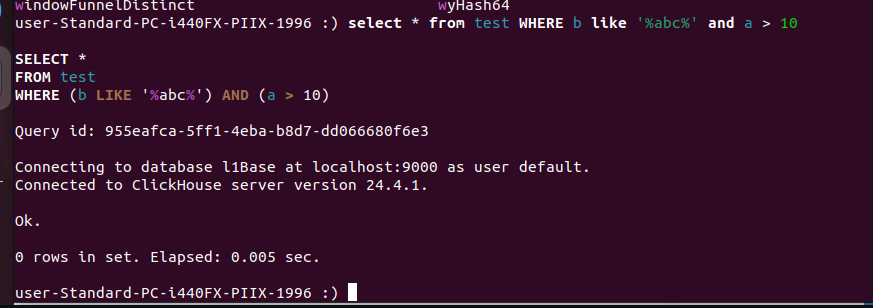 windowFunnelDistinct wyHash64
user-Standard-PC-i440FX-PIIX-1996 :) select * from test WHERE b like '%abc%' and a > 10
SELECT *
FROM test
WHERE (b LIKE '%abc%') AND (a > 10)
Query id: 955eafca-5ff1-4eba-b8d7-dd066680f6e3
Connecting to database l1Base at localhost:9000 as user default.
Connected to ClickHouse server version 24.4.1.
Ok.
0 rows in set. Elapsed: 0.005 sec.
user-Standard-PC-i440FX-PIIX-1996 :)